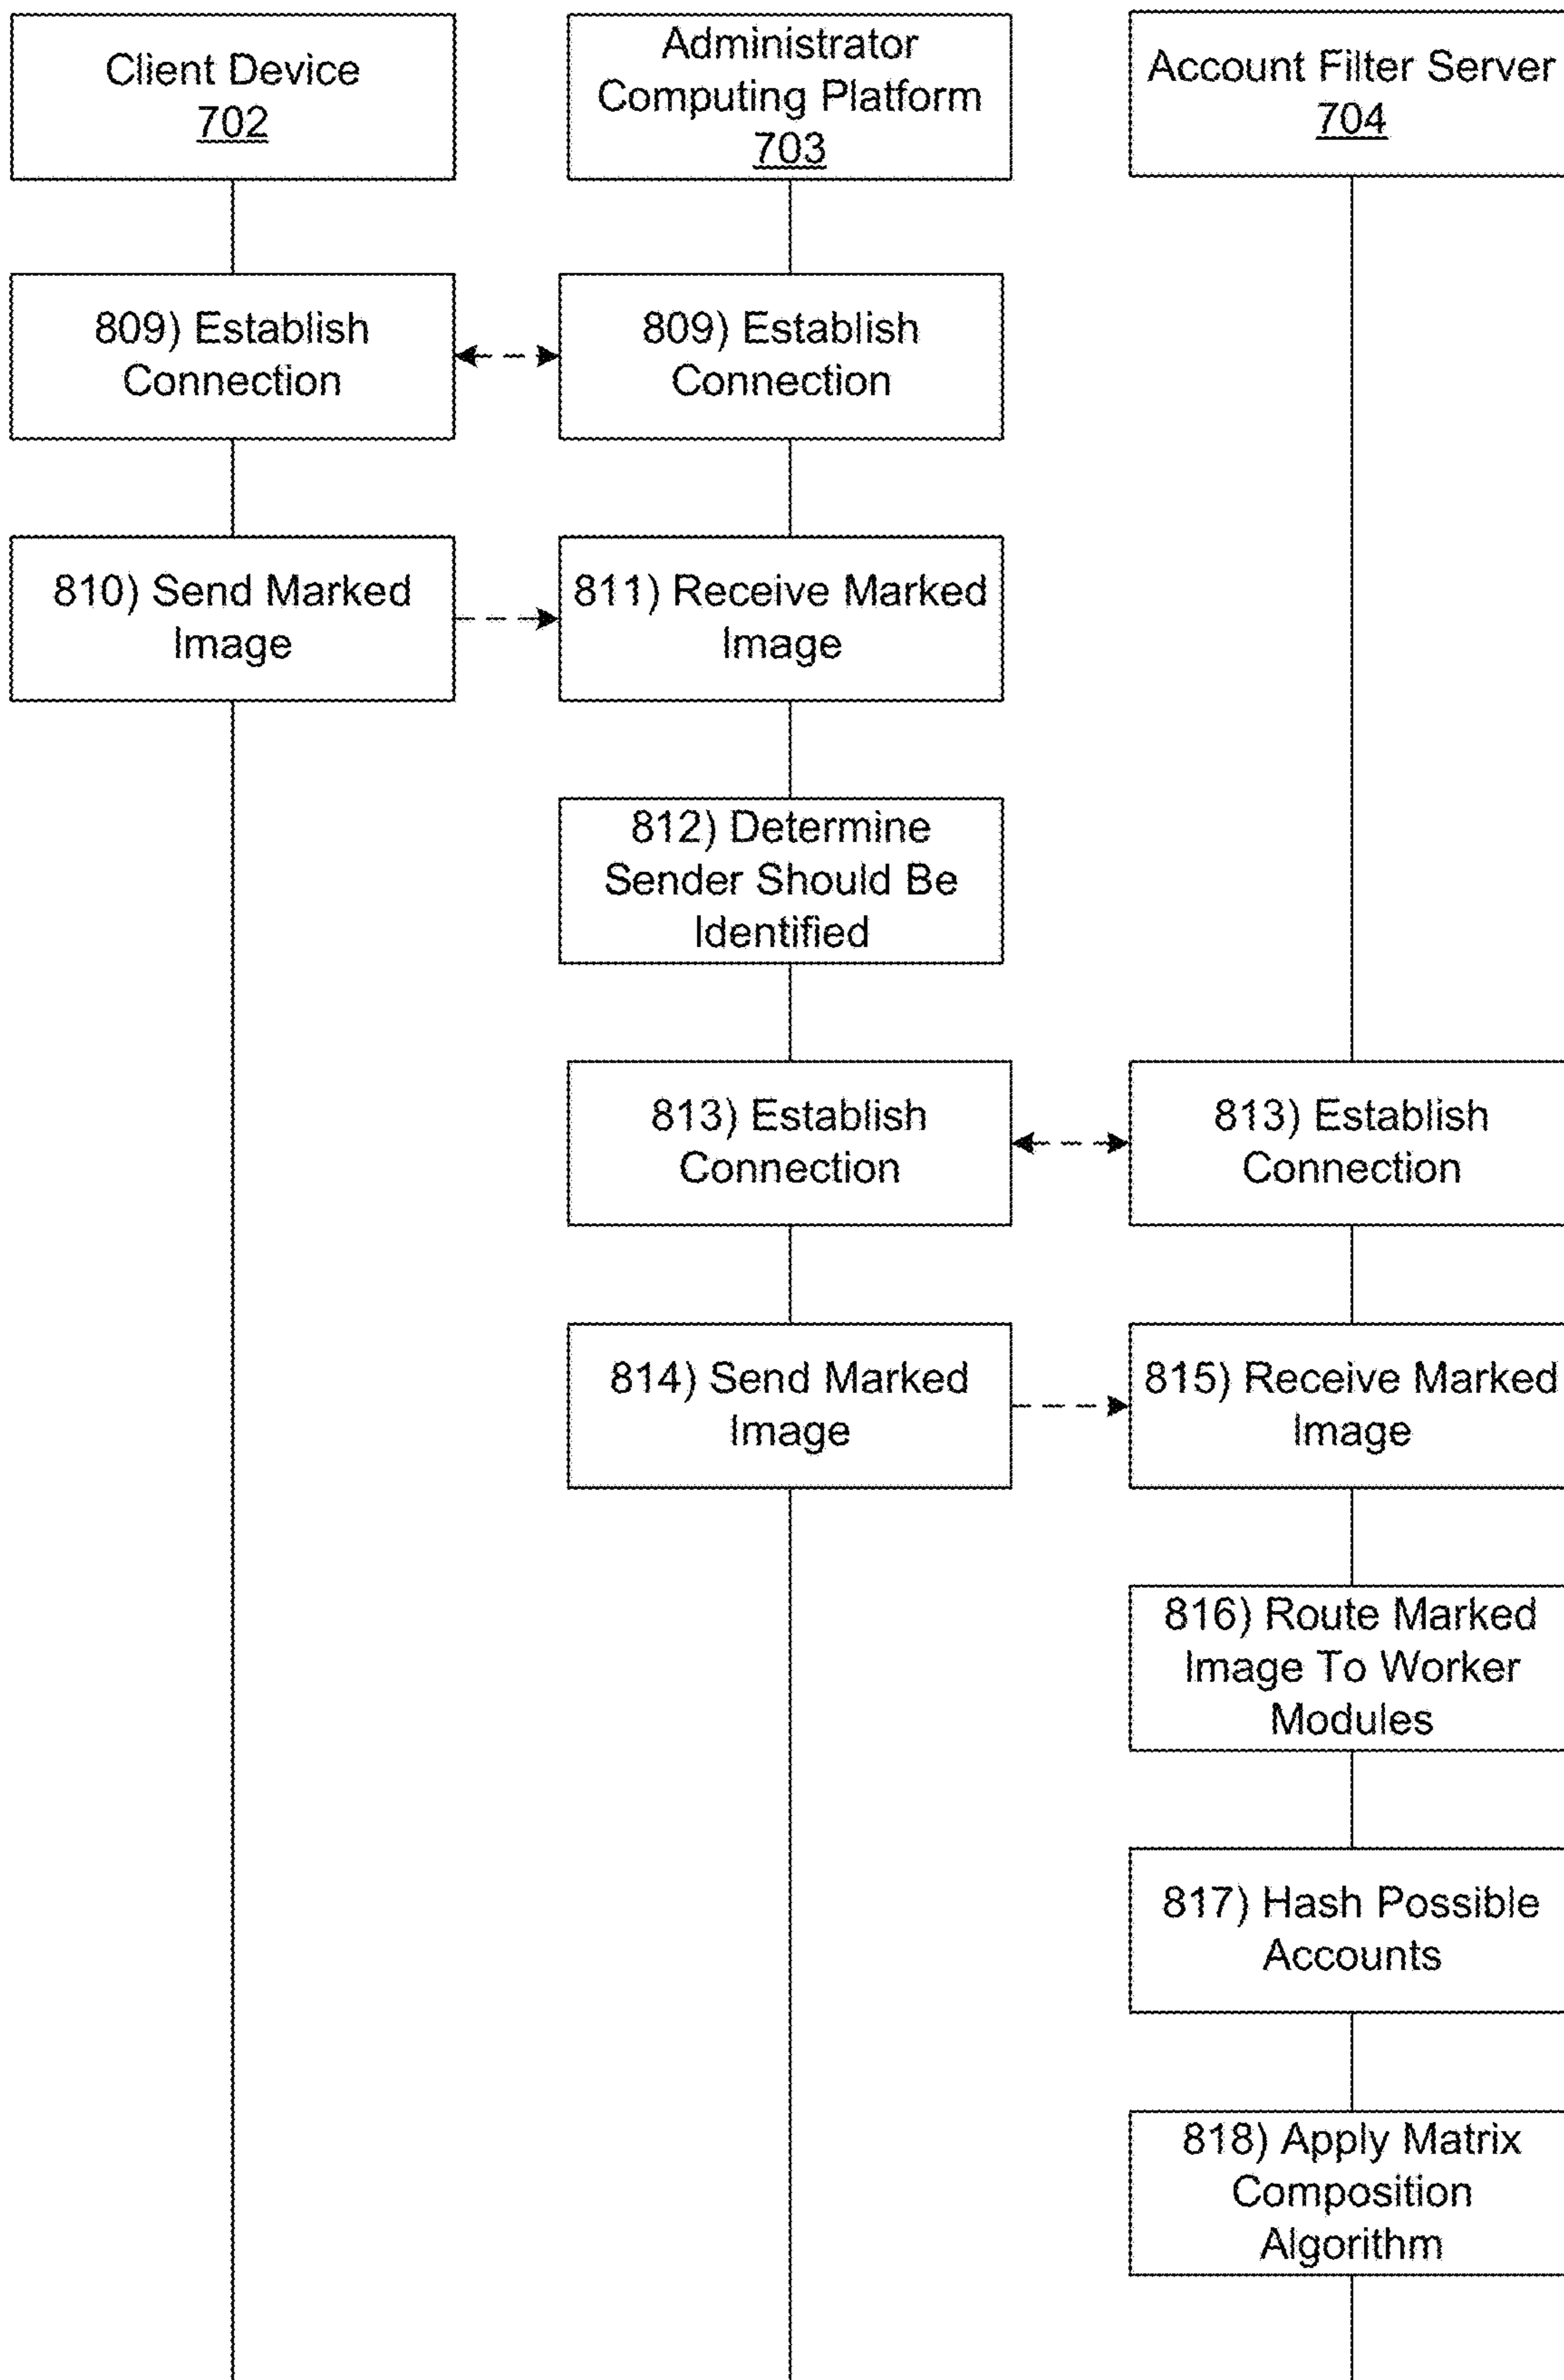 Client Device
702
Administrator
Computing Platform
703
Account Filter Server
704
809) Establish
Connection
809) Establish
Connection
810) Send Marked
Image
811) Receive Marked
Image
812) Determine
Sender Should Be
Identified
813) Establish
Connection
813) Establish
Connection
814) Send Marked
Image
815) Receive Marked
Image
816) Route Marked
Image To Worker
Modules
817) Hash Possible
Accounts
818) Apply Matrix
Composition
Algorithm